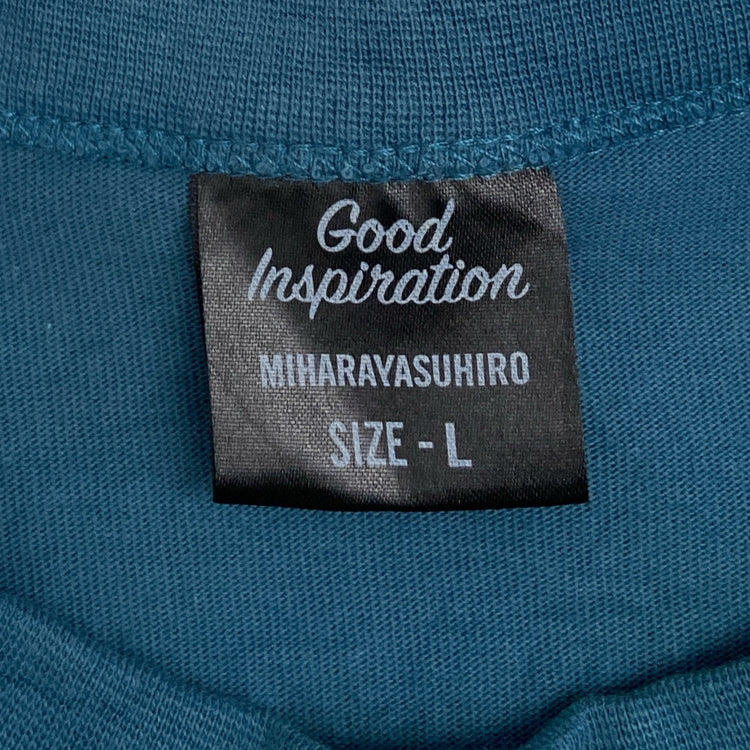 Good
Inspiration
MIHARAYASUHIRO
SIZE - L